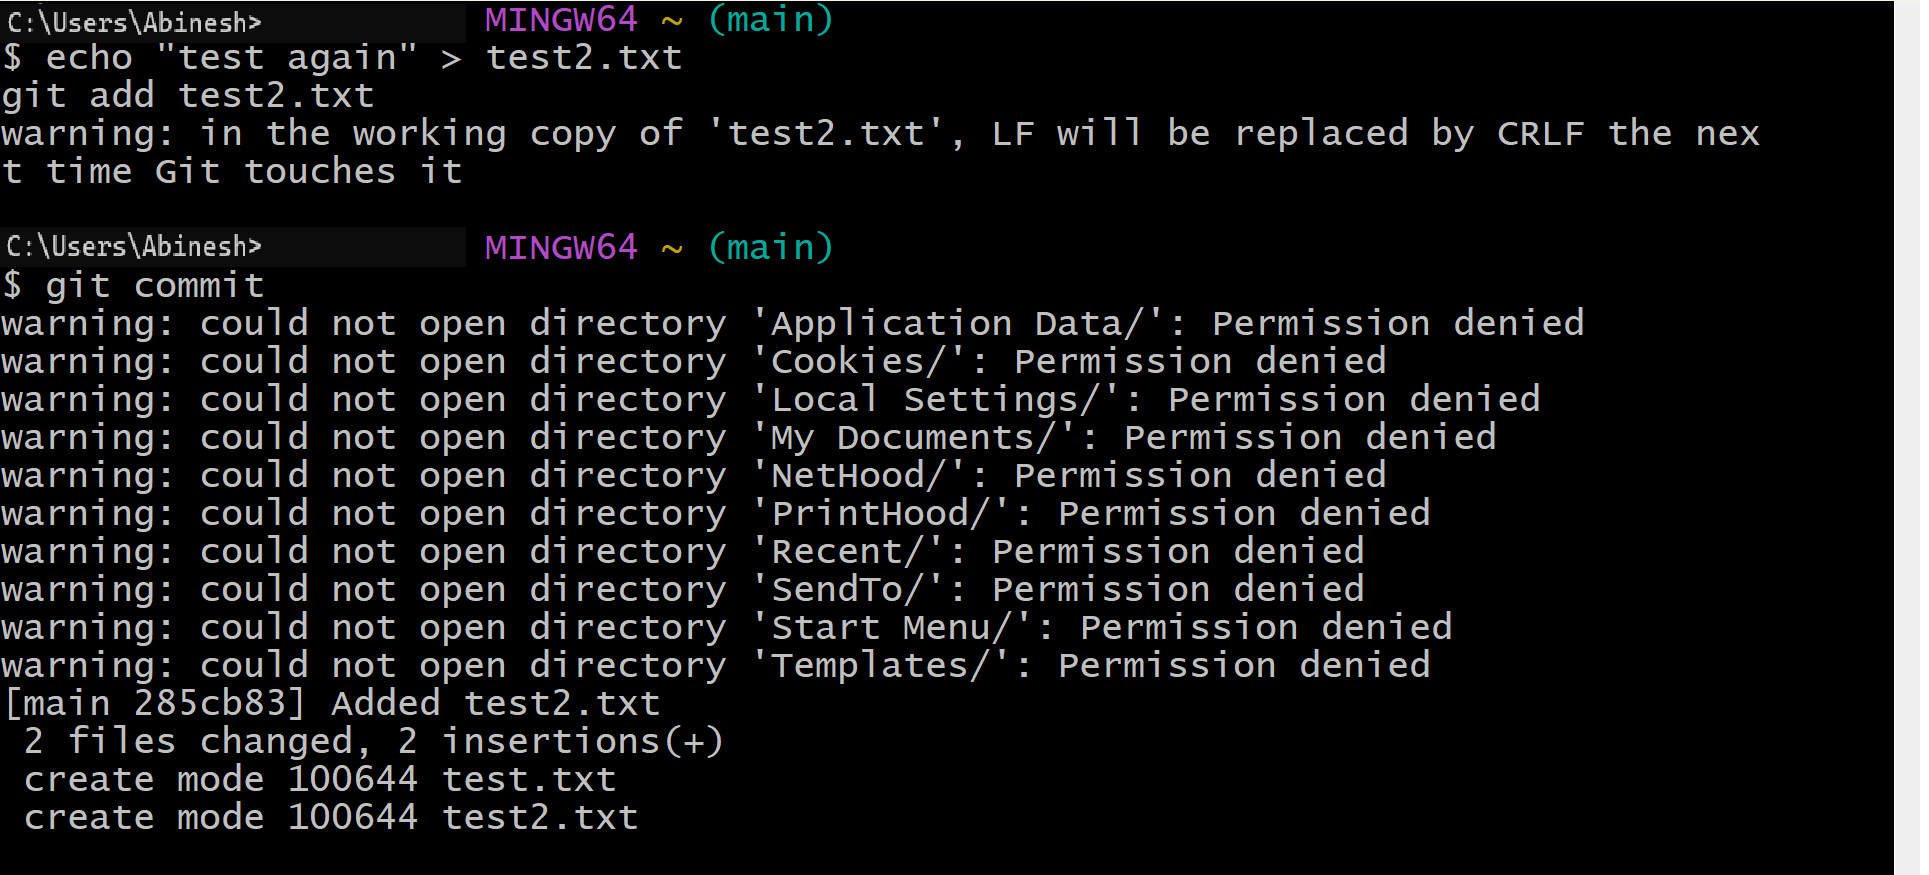 C:\Users\Abinesh> MINGW64 ~ (main)
$ echo "test again" > test2.txt
git add test2.txt
warning: in the working copy of 'test2.txt', LF will be replaced by CRLF the nex
t time Git touches it
C:\Users\Abinesh> MINGW64 ~ (main)
$ git commit
warning: could not open directory 'Application Data/': Permission denied
warning: could not open directory 'Cookies/': Permission denied
warning: could not open directory 'Local Settings/': Permission denied
warning: could not open directory 'My Documents/': Permission denied
warning: could not open directory 'NetHood/': Permission denied
warning: could not open directory 'PrintHood/': Permission denied
warning: could not open directory 'Recent/': Permission denied
warning: could not open directory 'SendTo/': Permission denied
warning: could not open directory 'Start Menu/': Permission denied
warning: could not open directory 'Templates/': Permission denied
[main 285cb83] Added test2.txt
 2 files changed, 2 insertions(+)
 create mode 100644 test.txt
 create mode 100644 test2.txt